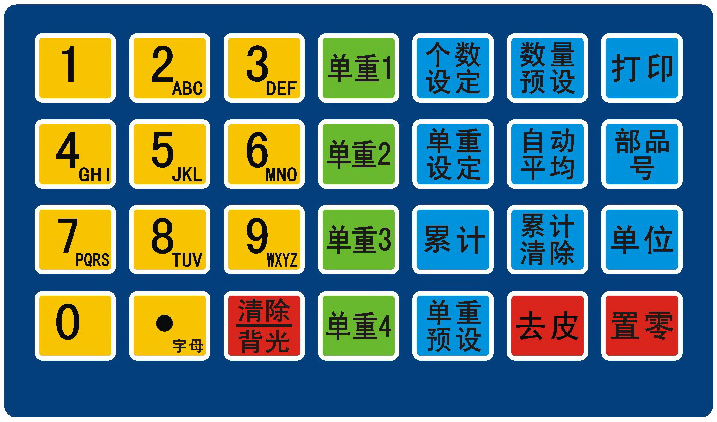 1
2
ABC
3
DEF
单重1
个数
设定
数量
预设
打印
4
GHI
5
JKL
6
MNO
单重2
单重
设定
自动
平均
部品
号
7
PQRS
8
TUV
9
WXYZ
单重3
累计
累计
清除
单位
0
●
字母
清除
背光
单重4
单重
预设
去皮
置零